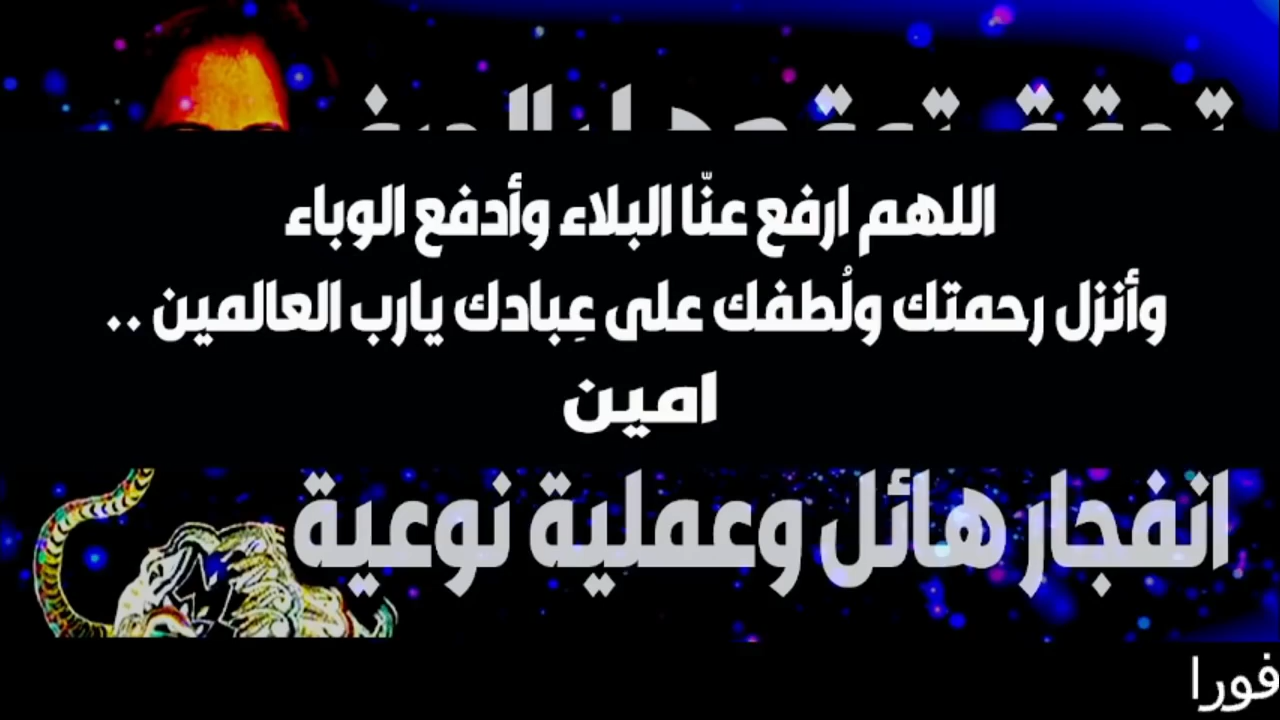 اللهم ارفع عنّا البلاء وأدفع الوباء
وأنزل رحمتك ولُطفك على عِبادك يارب العالمين ..
امين
انفجار هائل وعملية نوعية
فورا